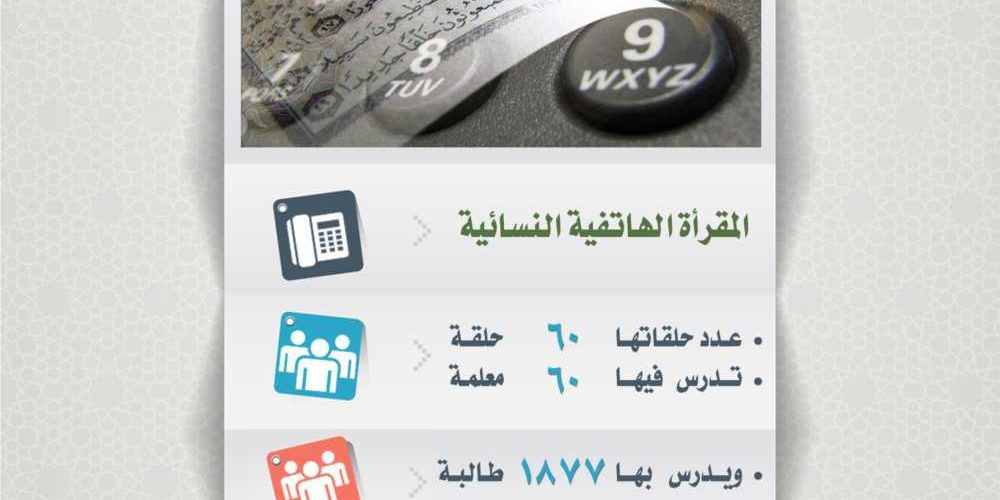 9
8
WXYZ
TUV
المقرأة الهاتفية النسائية
• عدد حلقاتها ٦٠ حلقة
• تدرس فيها ٦٠ معلمة
• ويدرس بها ١٨٧٧ طالبة